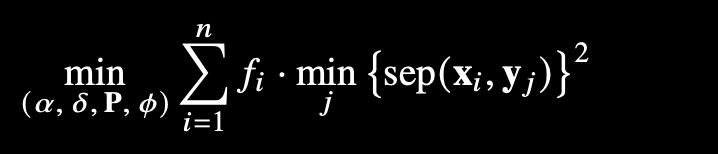 min_{(α, δ, 𝐏, ϕ)} ∑_{i=1}^{n} f_i · min_j {sep(𝐱_i, 𝐲_j)}^2